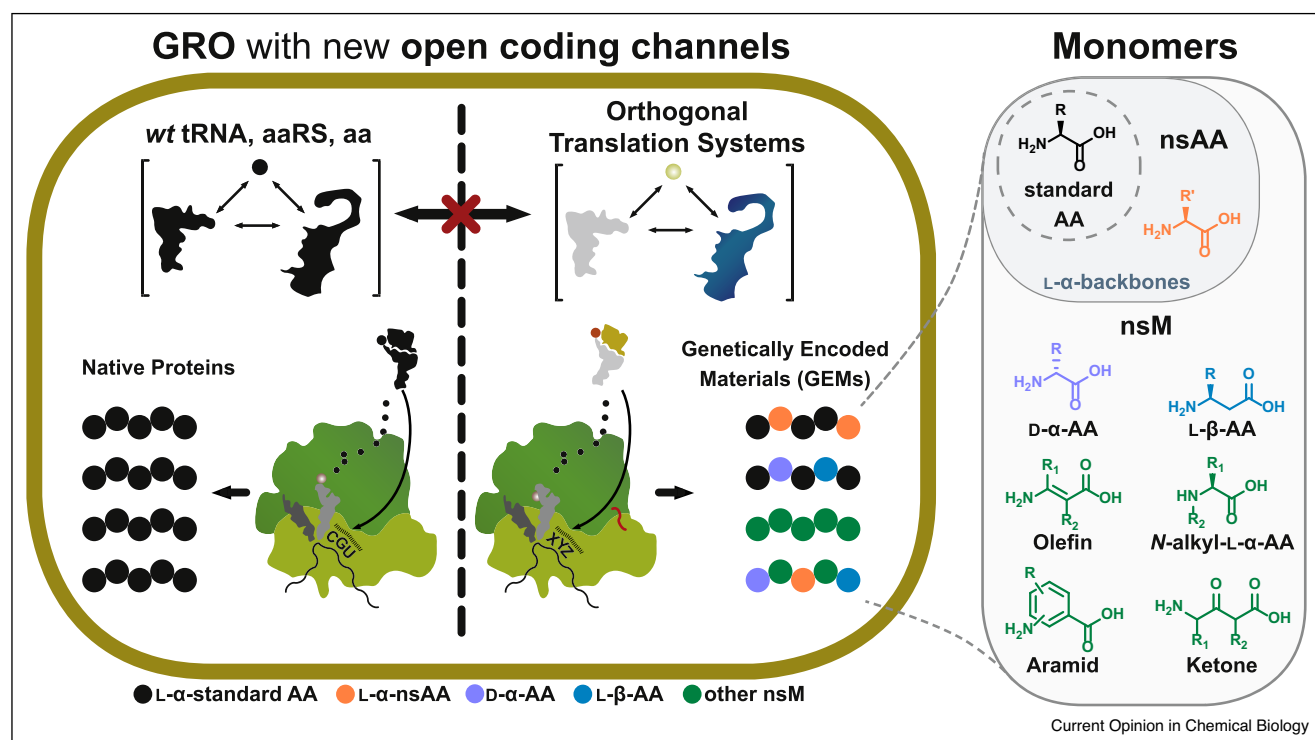 GRO with new open coding channels
wt tRNA, aaRS, aa
Orthogonal
Translation Systems
Native Proteins
Genetically Encoded
Materials (GEMs)
CGU
XYZ
L-α-standard AA
L-α-nsAA
D-α-AA
L-β-AA
other nsM
Monomers
R
H₂N
OH
O
standard
AA
nsAA
R'
H₂N
OH
O
L-α-backbones
nsM
R
H₂N
OH
O
D-α-AA
R
O
H₂N
OH
L-β-AA
R₁
O
H₂N
OH
R₂
Olefin
R₁
HN
OH
R₂
O
N-alkyl-L-α-AA
R
OH
H₂N
O
Aramid
O
O
H₂N
OH
R₁
R₂
Ketone
Current Opinion in Chemical Biology